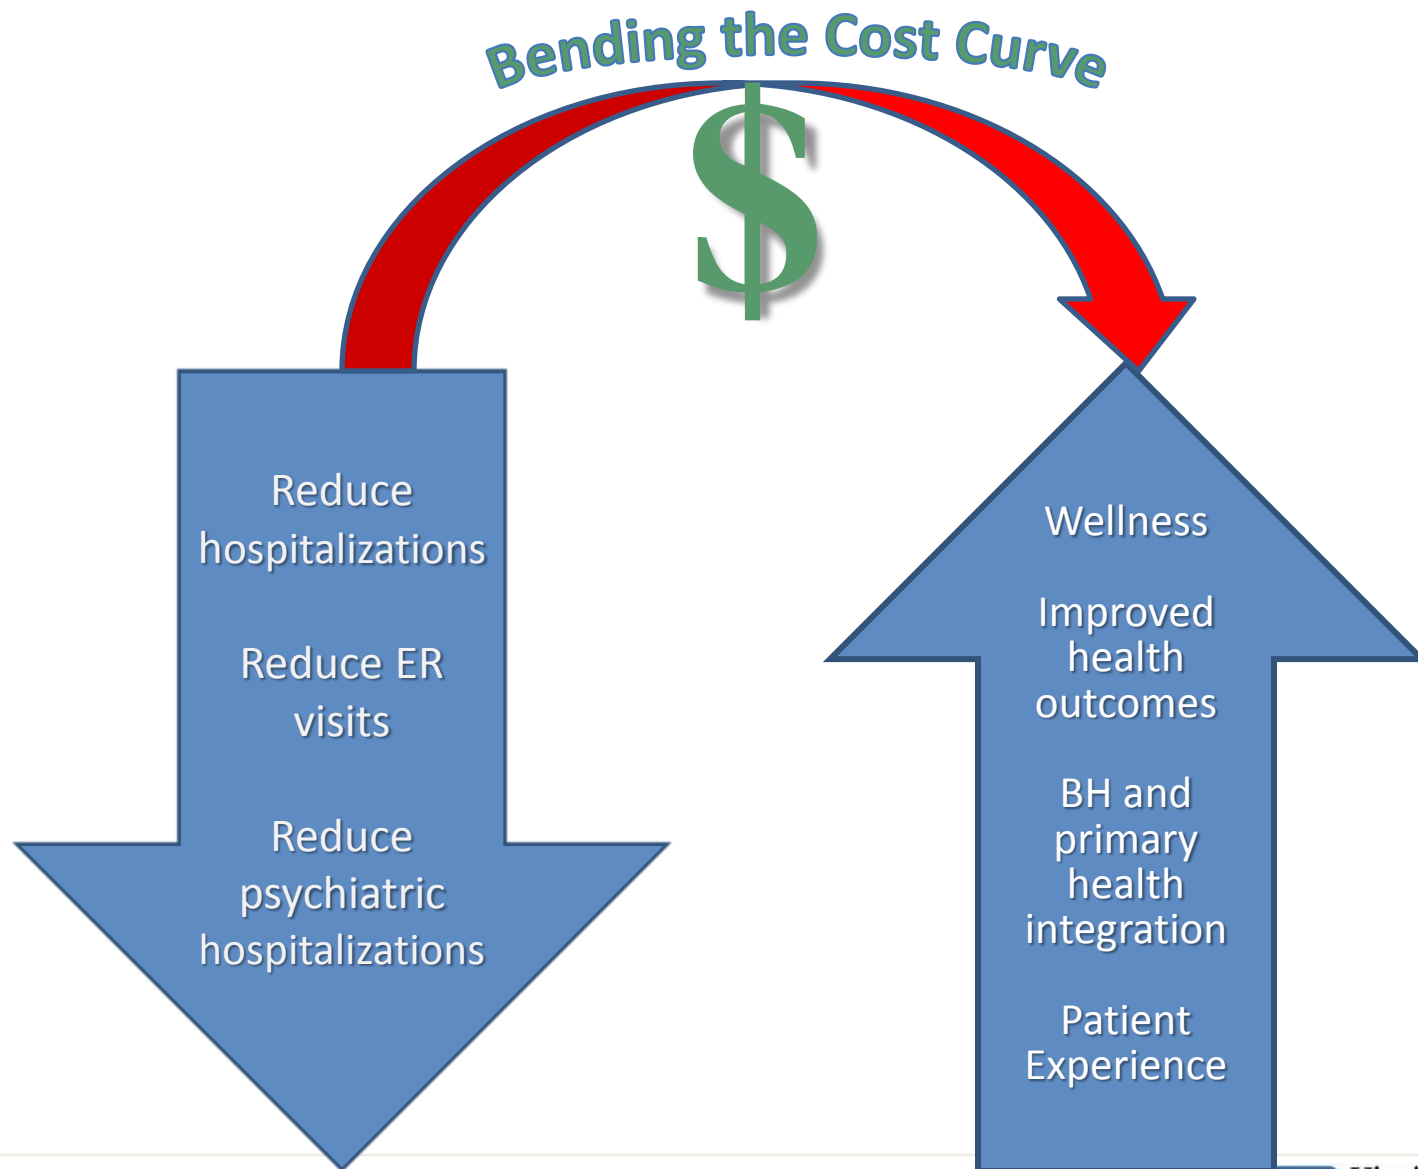 Bending the Cost Curve
$
Reduce
hospitalizations
Reduce ER
visits
Reduce
psychiatric
hospitalizations
Wellness
Improved
health
outcomes
BH and
primary
health
integration
Patient
Experience